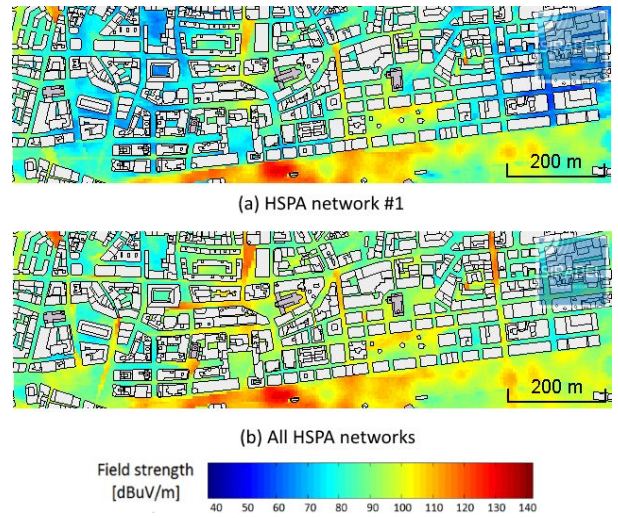 200 m
(a) HSPA network #1
200 m
(b) All HSPA networks
Field strength
[dBuV/m]
40 50 60 70 80 90 100 110 120 130 140